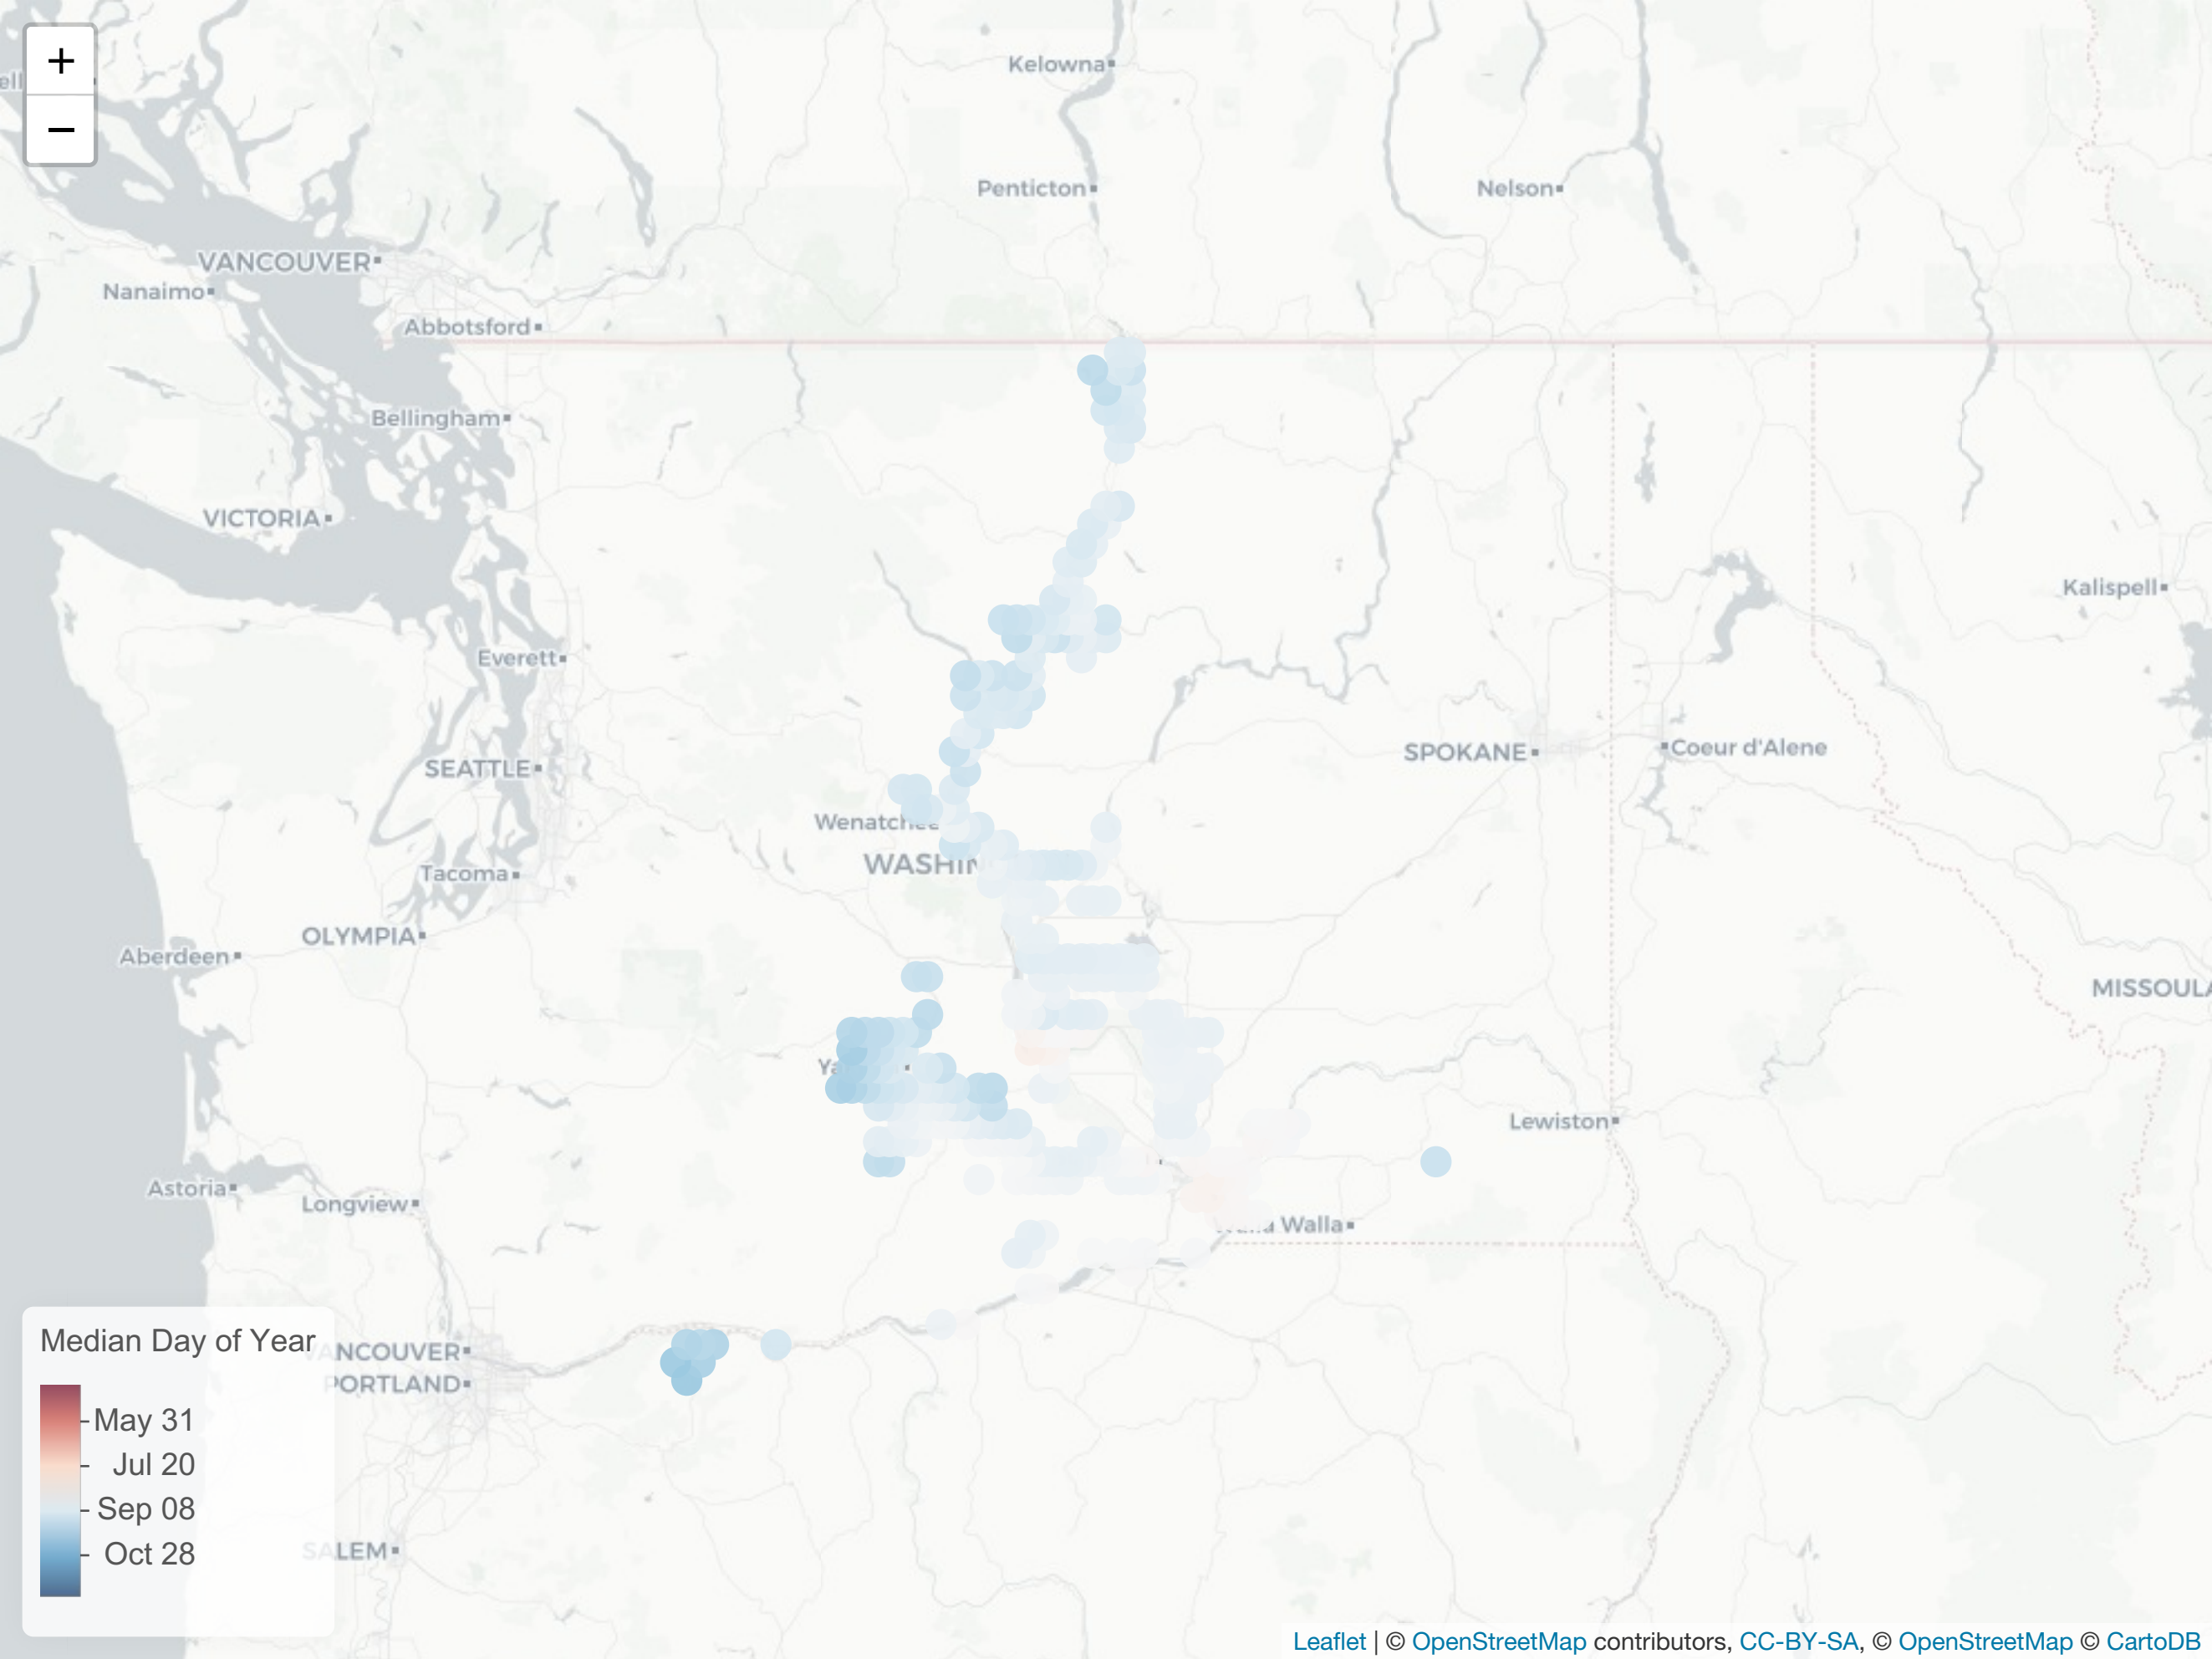 +
Kelowna
−
Penticton
Nelson
VANCOUVER
Nanaimo
Abbotsford
Bellingham
VICTORIA
Kalispell
Everett
SPOKANE
Coeur d'Alene
SEATTLE
Wenatchee
WASHIN
Tacoma
OLYMPIA
Aberdeen
MISSOULA
Ya
Lewiston
Astoria
Longview
Walla
Median Day of Year
ANCOUVER
PORTLAND
May 31
Jul 20
Sep 08
Oct 28
SALEM
Leaflet | © OpenStreetMap contributors, CC-BY-SA, © OpenStreetMap © CartoDB